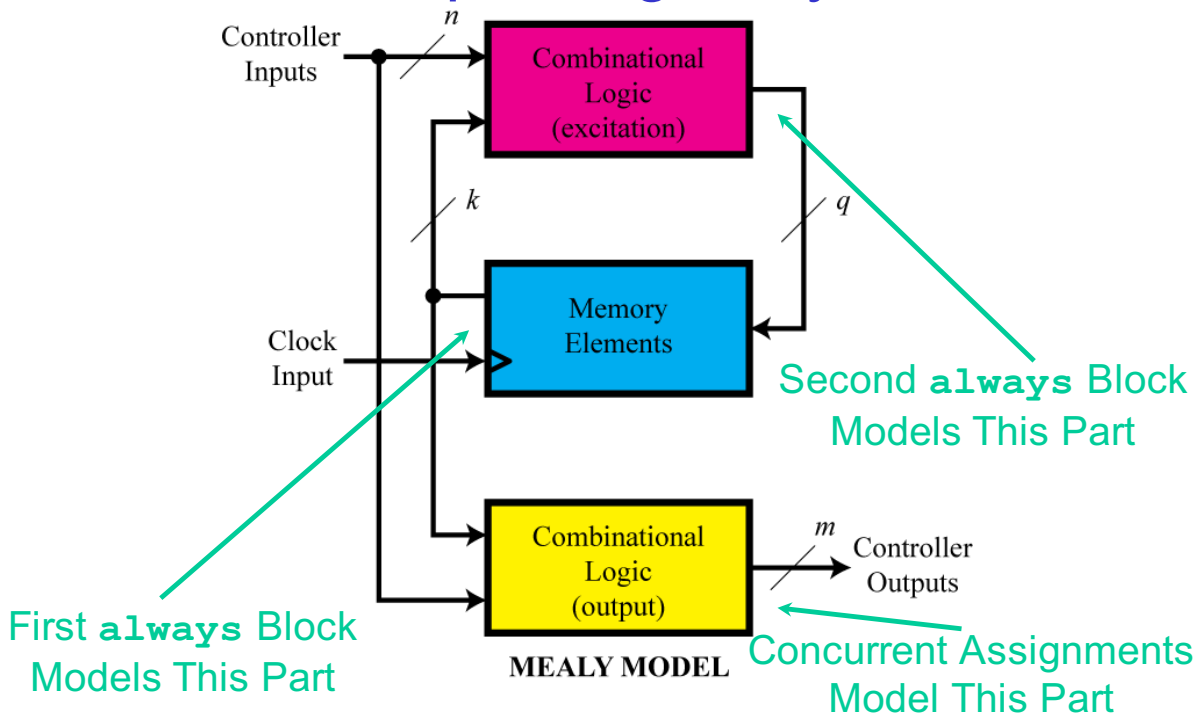 n
Controller
Inputs
Combinational
Logic
(excitation)
k
q
Memory
Elements
Clock
Input
Second always Block
Models This Part
Combinational
Logic
(output)
m
Controller
Outputs
First always Block
Models This Part
MEALY MODEL
Concurrent Assignments
Model This Part